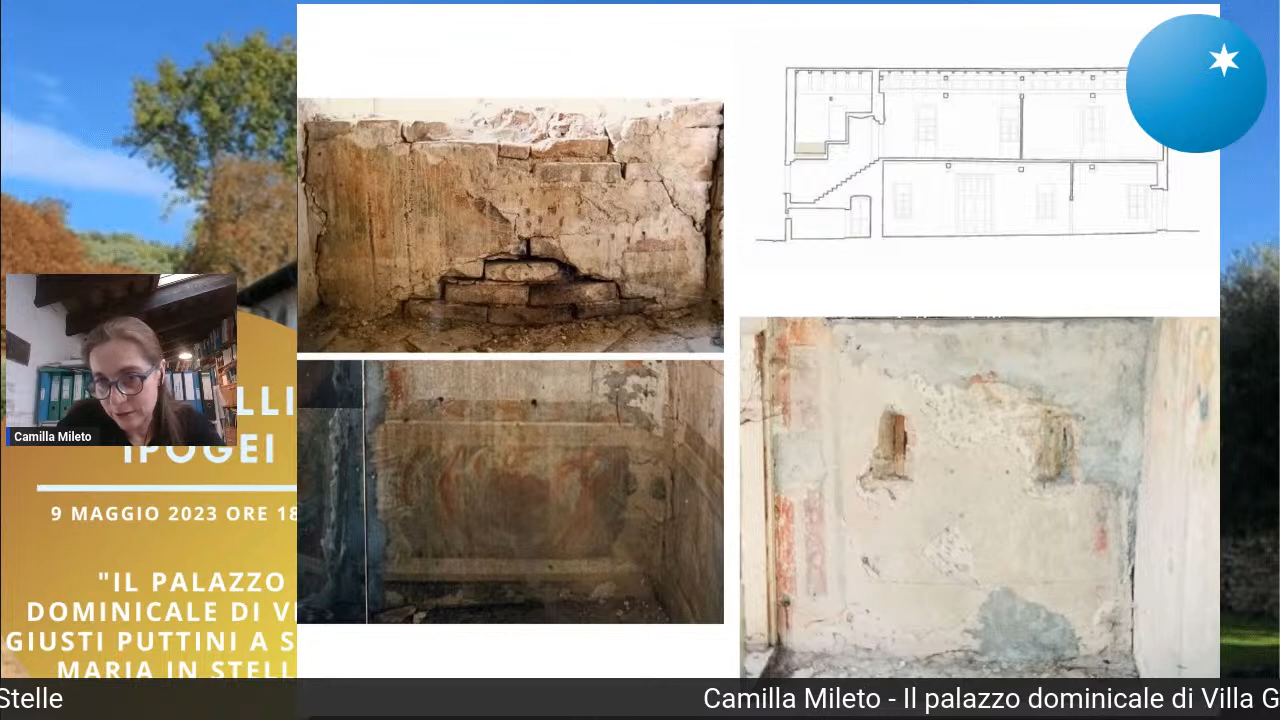 LLI
IPOGEI
9 MAGGIO 2023 ORE 18
"IL PALAZZO
DOMINICALE DI VI
GIUSTI PUTTINI A S
MARIA IN STELL
Camilla Mileto
Stelle
Camilla Mileto - Il palazzo dominicale di Villa G